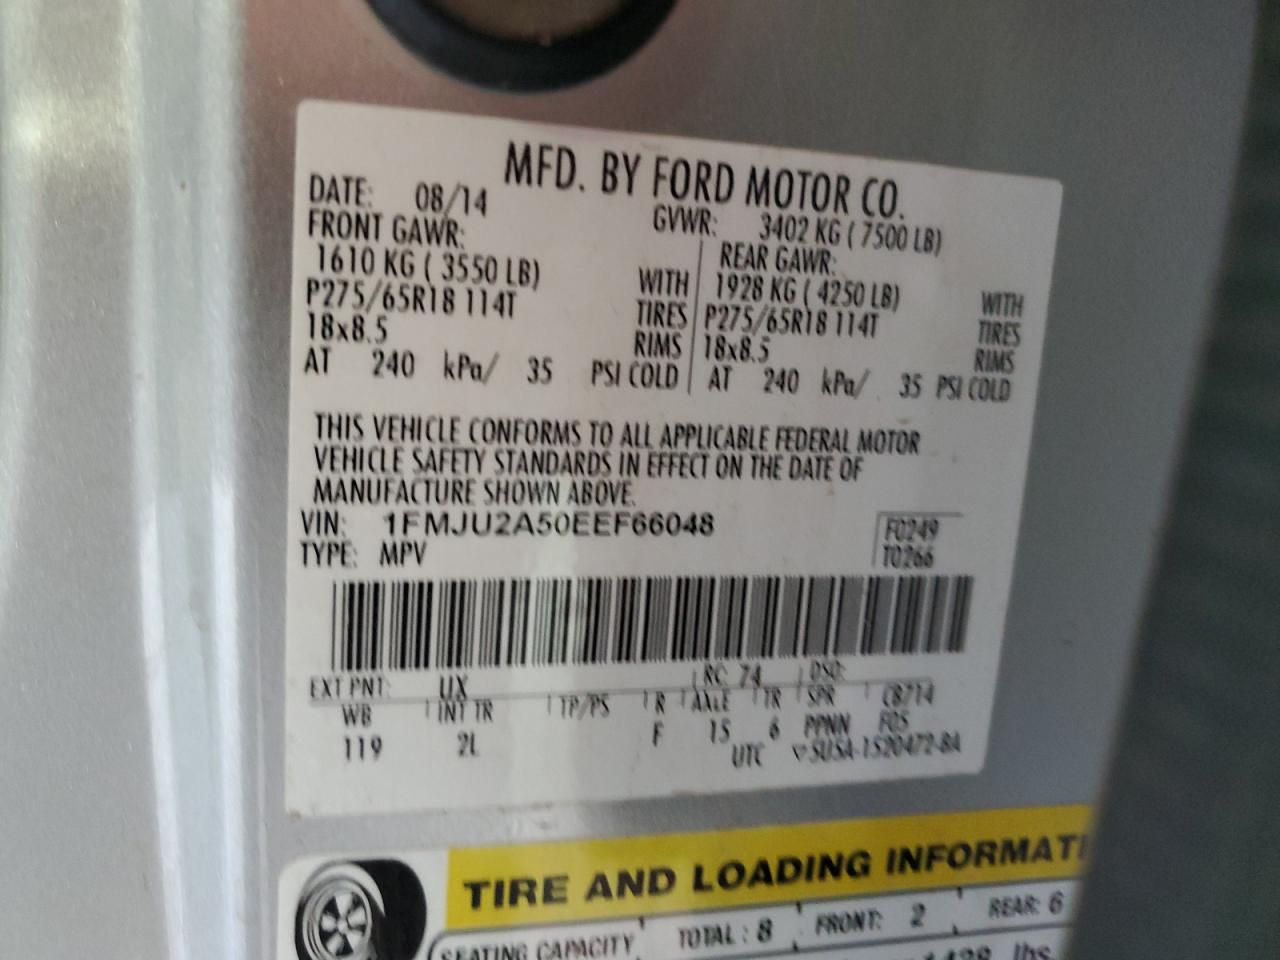 MFD. BY FORD MOTOR CO.
DATE: 08/14 GVWR: 3402 KG ( 7500 LB)
FRONT GAWR: REAR GAWR:
1610 KG ( 3550 LB) WITH 1928 KG ( 4250 LB) WITH
P275/65R18 114T TIRES P275/65R18 114T TIRES
18x8.5 RIMS 18x8.5 RIMS
AT 240 kPa/ 35 PSI COLD AT 240 kPa/ 35 PSI COLD
THIS VEHICLE CONFORMS TO ALL APPLICABLE FEDERAL MOTOR
VEHICLE SAFETY STANDARDS IN EFFECT ON THE DATE OF
MANUFACTURE SHOWN ABOVE.
VIN: 1FMJU2A50EEF66048 F0249
TYPE: MPV T0266
EXT PNT: UX RC: 74 DSO:
WB INT TR TP/PS R AXLE TR SPR C8714
119 2L F 15 6 PPNN F05
UTC ▽5USA-1520472-BA
TIRE AND LOADING INFORMATI
SEATING CAPACITY TOTAL : 8 FRONT: 2 REAR: 6
lbs.